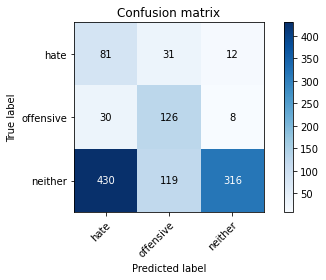 Confusion matrix
hate 81 31 12
offensive 30 126 8
neither 430 119 316
hate offensive neither
True label
Predicted label
400
350
300
250
200
150
100
50